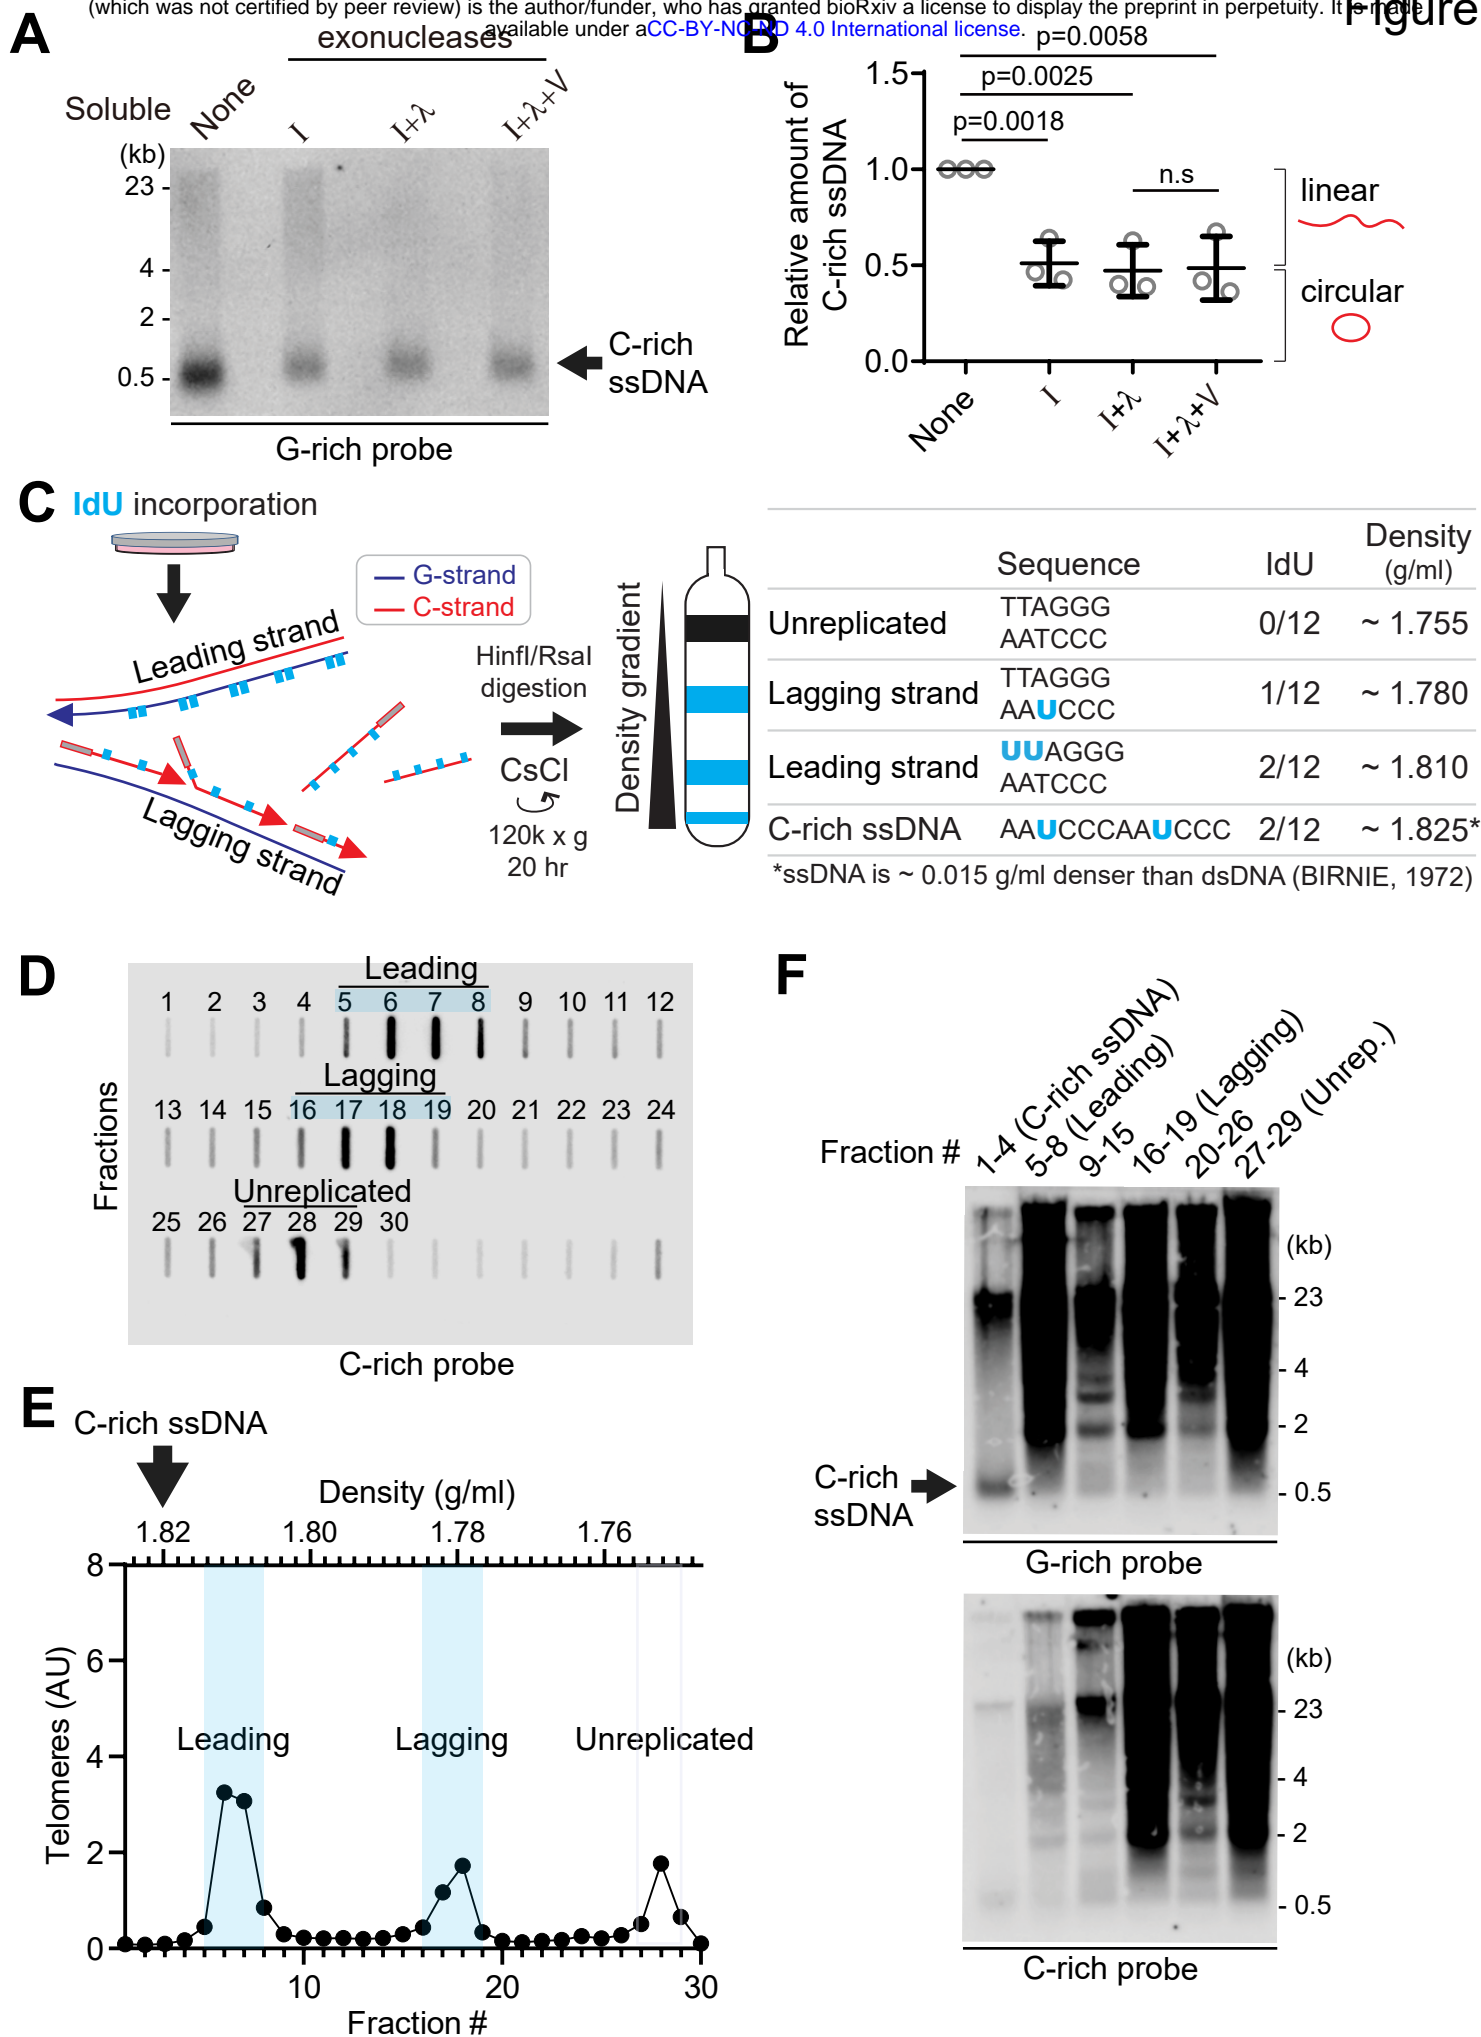 (which was not certified by peer review) is the author/funder, who has granted bioRxiv a license to display the preprint in perpetuity. It is made
available under aCC-BY-NC-ND 4.0 International license.
Figure
A
exonucleases
Soluble
None
I
I+λ
I+λ+V
(kb)
23 -
4 -
2 -
0.5 -
C-rich
ssDNA
G-rich probe
B
p=0.0058
p=0.0025
p=0.0018
n.s
Relative amount of
C-rich ssDNA
1.5
1.0
0.5
0.0
None
I
I+λ
I+λ+V
linear
circular
C
IdU incorporation
G-strand
C-strand
Leading strand
Lagging strand
HinfI/RsaI
digestion
CsCl
120k x g
20 hr
Density gradient
Sequence IdU Density
(g/ml)
Unreplicated TTAGGG
AATCCC 0/12 ~ 1.755
Lagging strand TTAGGG
AAUCCC 1/12 ~ 1.780
Leading strand UUAGGG
AATCCC 2/12 ~ 1.810
C-rich ssDNA AAUCCCAAUCCC 2/12 ~ 1.825*
*ssDNA is ~ 0.015 g/ml denser than dsDNA (BIRNIE, 1972)
D
Fractions
Leading
1 2 3 4 5 6 7 8 9 10 11 12
Lagging
13 14 15 16 17 18 19 20 21 22 23 24
Unreplicated
25 26 27 28 29 30
C-rich probe
E
C-rich ssDNA
Density (g/ml)
1.82 1.80 1.78 1.76
Telomeres (AU)
8
6
4
2
0
Leading Lagging Unreplicated
10 20 30
Fraction #
F
Fraction #
1-4 (C-rich ssDNA)
5-8 (Leading)
9-15
16-19 (Lagging)
20-26
27-29 (Unrep.)
(kb)
- 23
- 4
- 2
- 0.5
C-rich
ssDNA
G-rich probe
(kb)
- 23
- 4
- 2
- 0.5
C-rich probe